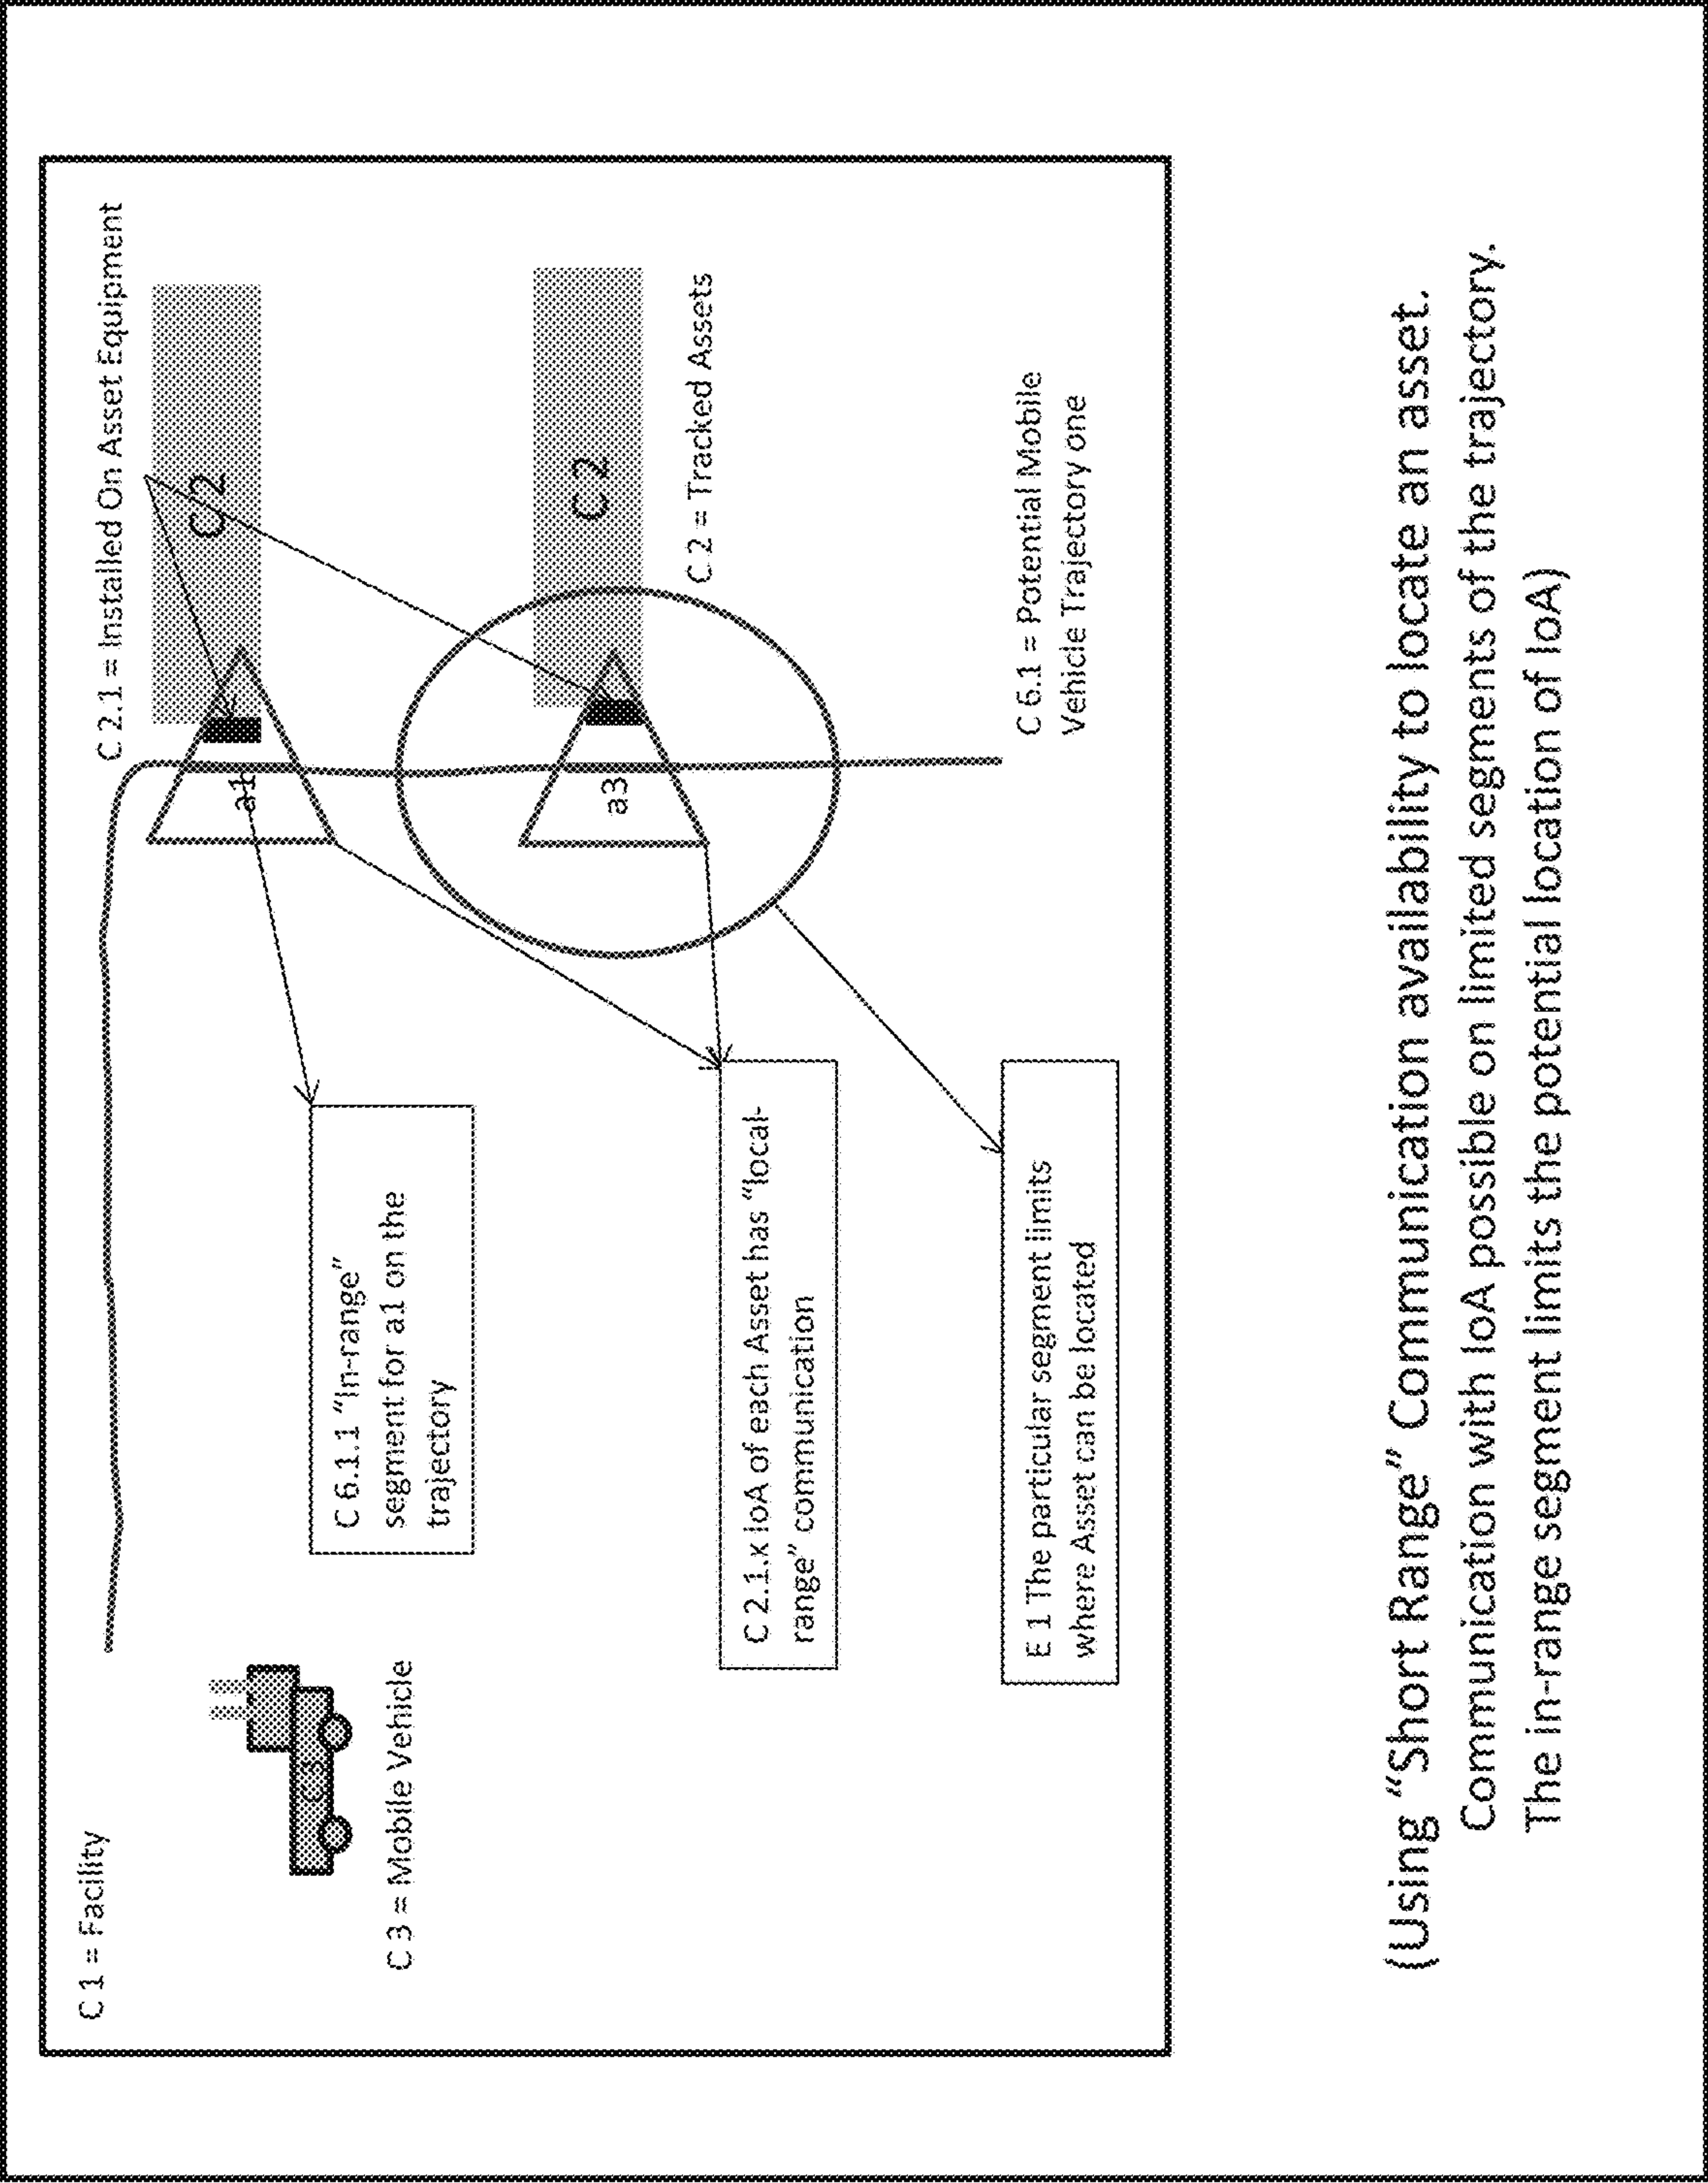 C 1 = Facility
C 2.1 = Installed On Asset Equipment
C 2
a1
C 3
C 3 = Mobile Vehicle
C 6.1.1 “In-range”
segment for a1 on the
trajectory
C 2
a3
C 2 = Tracked Assets
C 2.1.x IoA of each Asset has “local-
range” communication
C 6.1 = Potential Mobile
Vehicle Trajectory one
E 1 The particular segment limits
where Asset can be located
(Using “Short Range” Communication availability to locate an asset.
Communication with IoA possible on limited segments of the trajectory.
The in-range segment limits the potential location of IoA)